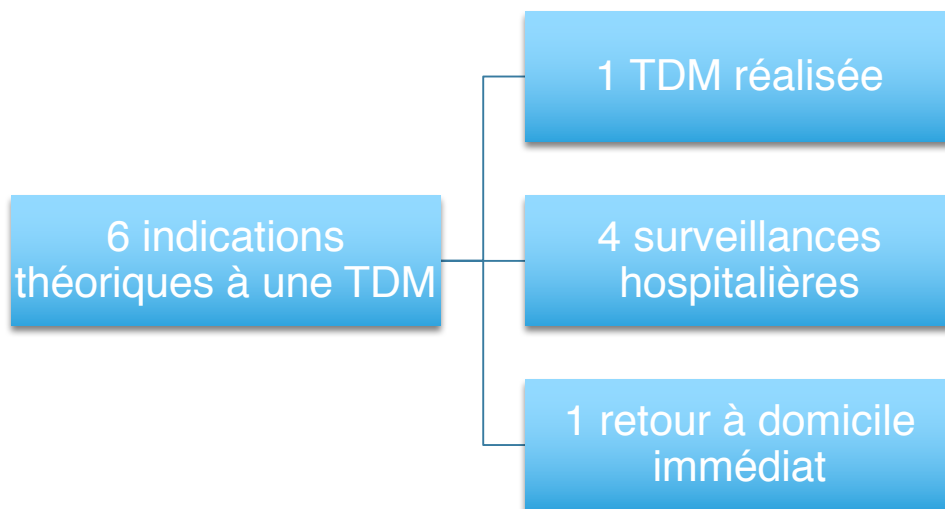 1 TDM réalisée
6 indications
théoriques à une TDM
4 surveillances
hospitalières
1 retour à domicile
immédiat